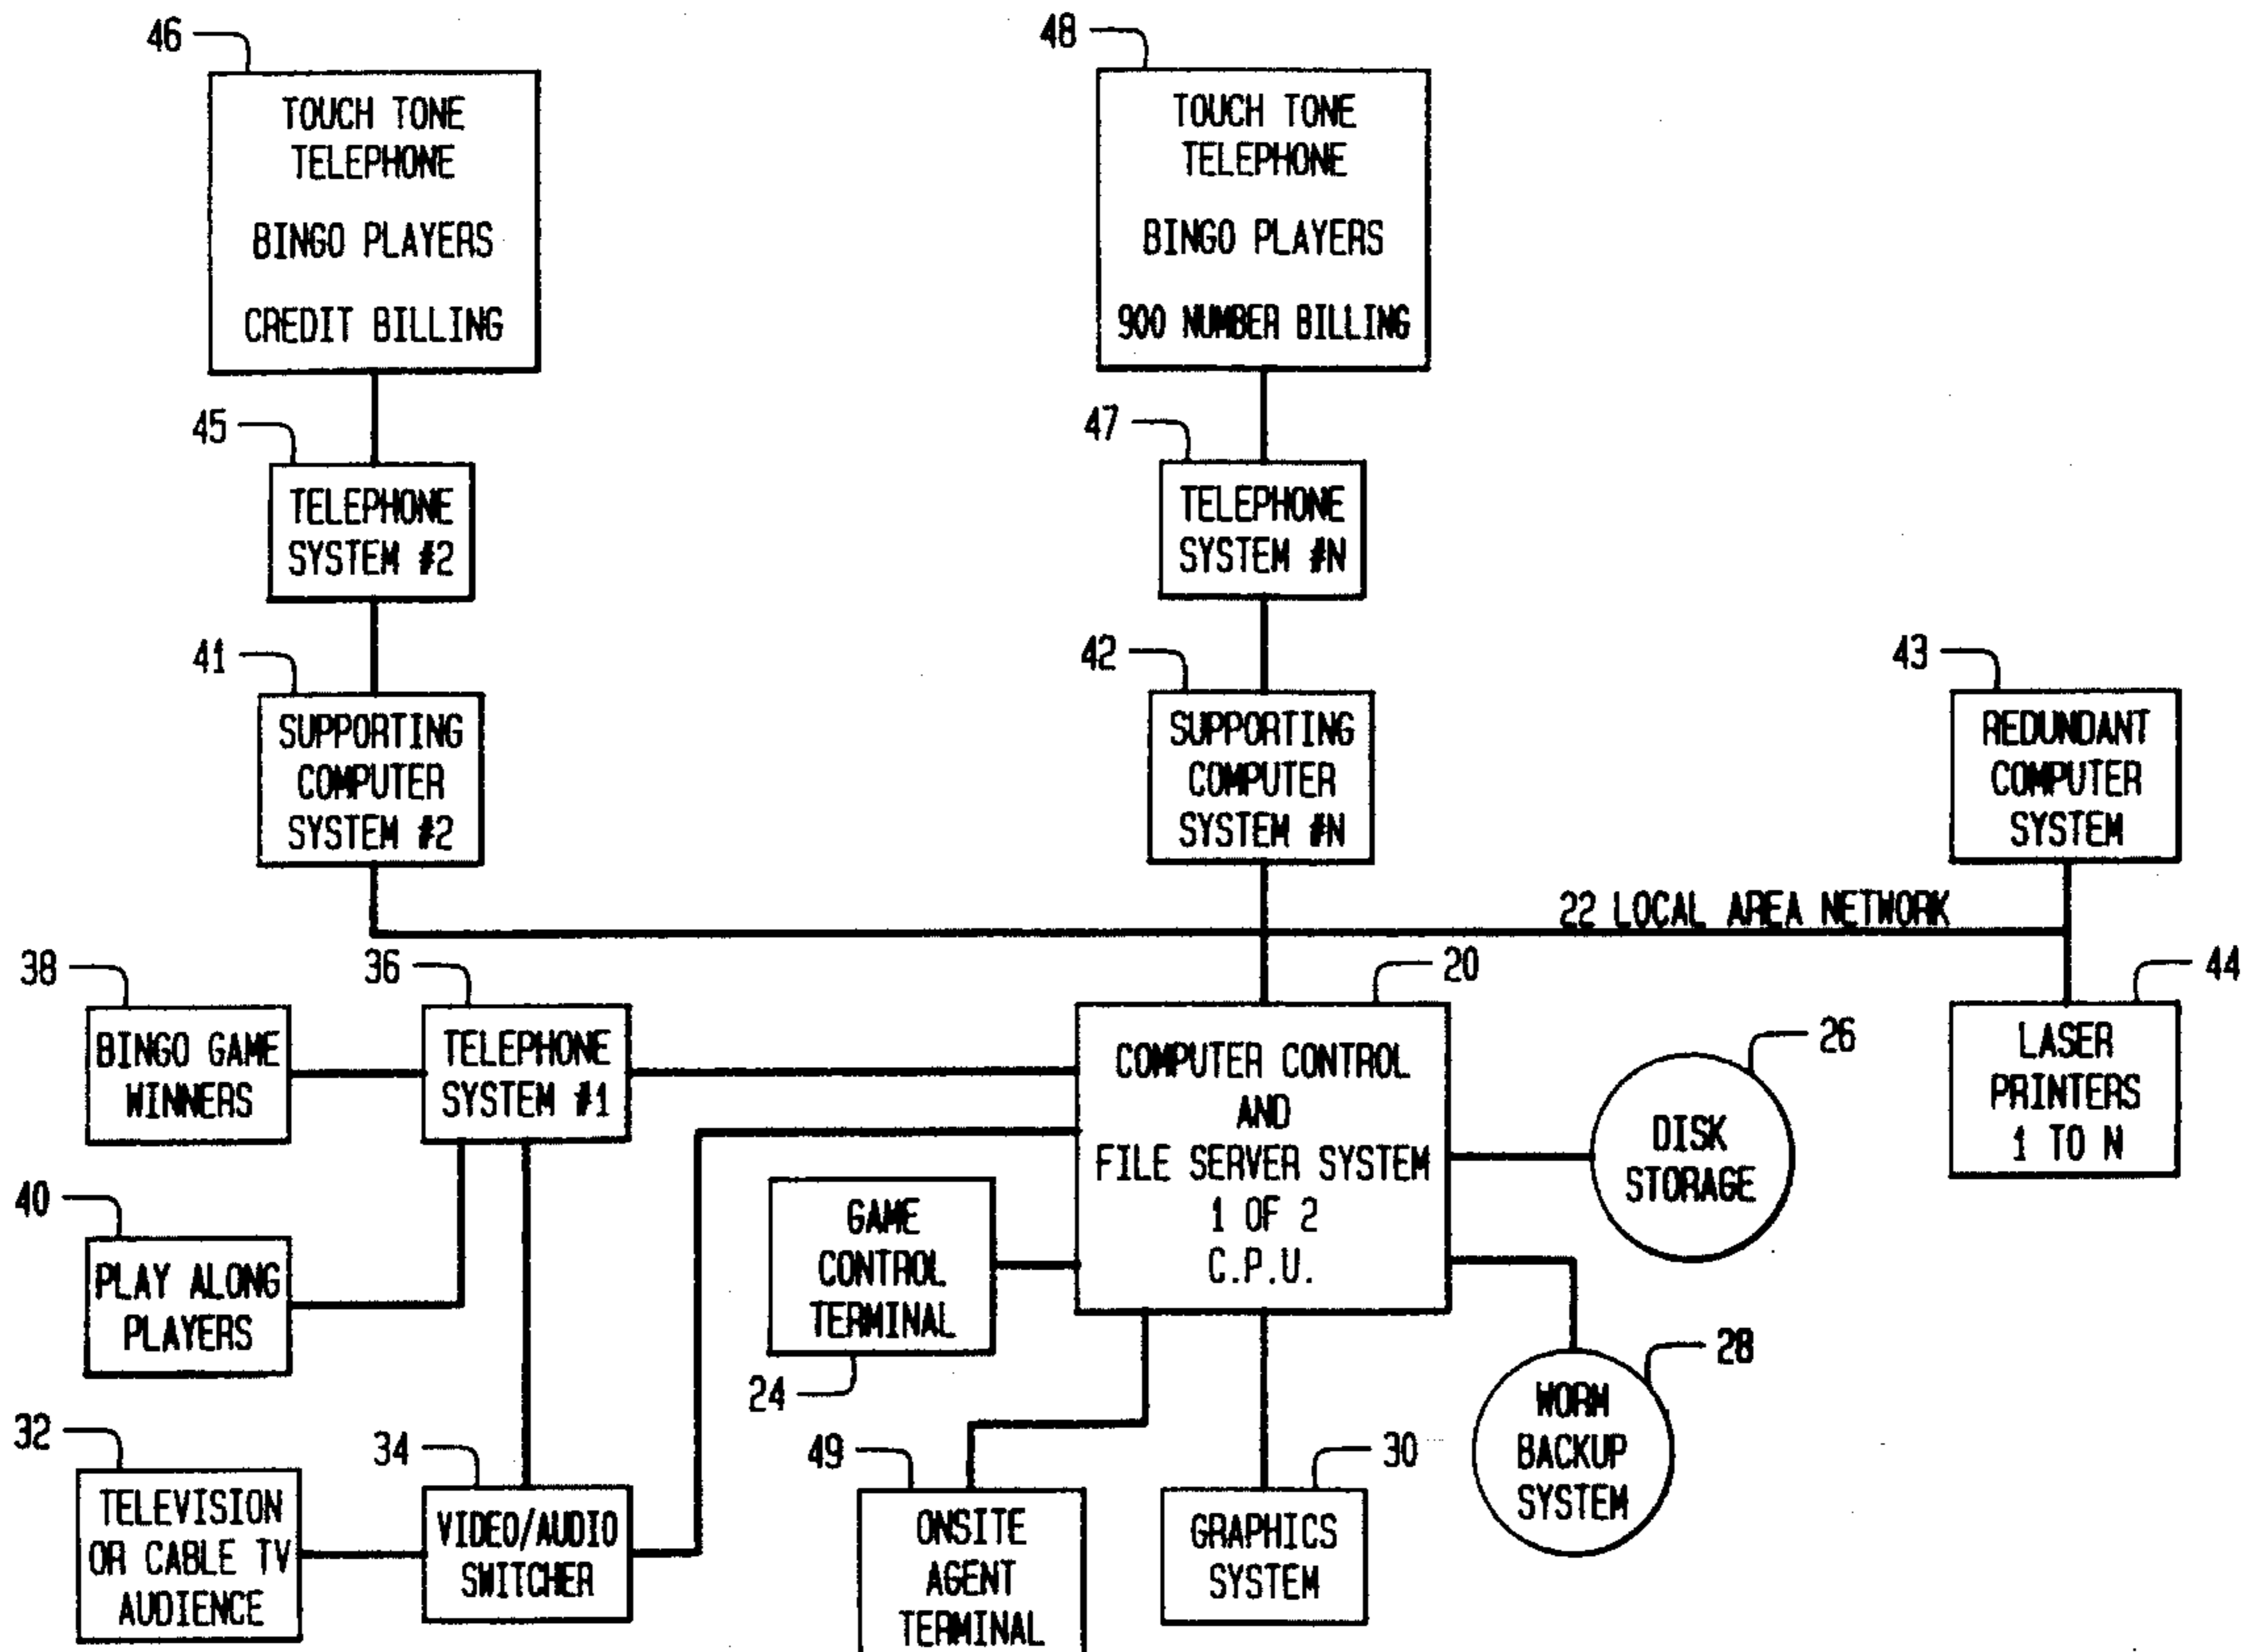 46
TOUCH TONE
TELEPHONE
BINGO PLAYERS
CREDIT BILLING
48
TOUCH TONE
TELEPHONE
BINGO PLAYERS
900 NUMBER BILLING
45
TELEPHONE
SYSTEM #2
47
TELEPHONE
SYSTEM #N
41
SUPPORTING
COMPUTER
SYSTEM #2
42
SUPPORTING
COMPUTER
SYSTEM #N
43
REDUNDANT
COMPUTER
SYSTEM
22 LOCAL AREA NETWORK
38
BINGO GAME
WINNERS
36
TELEPHONE
SYSTEM #1
20
COMPUTER CONTROL
AND
FILE SERVER SYSTEM
1 OF 2
C.P.U.
26
DISK
STORAGE
44
LASER
PRINTERS
1 TO N
40
PLAY ALONG
PLAYERS
GAME
CONTROL
TERMINAL
24
28
WORM
BACKUP
SYSTEM
32
TELEVISION
OR CABLE TV
AUDIENCE
34
VIDEO/AUDIO
SWITCHER
49
ONSITE
AGENT
TERMINAL
30
GRAPHICS
SYSTEM